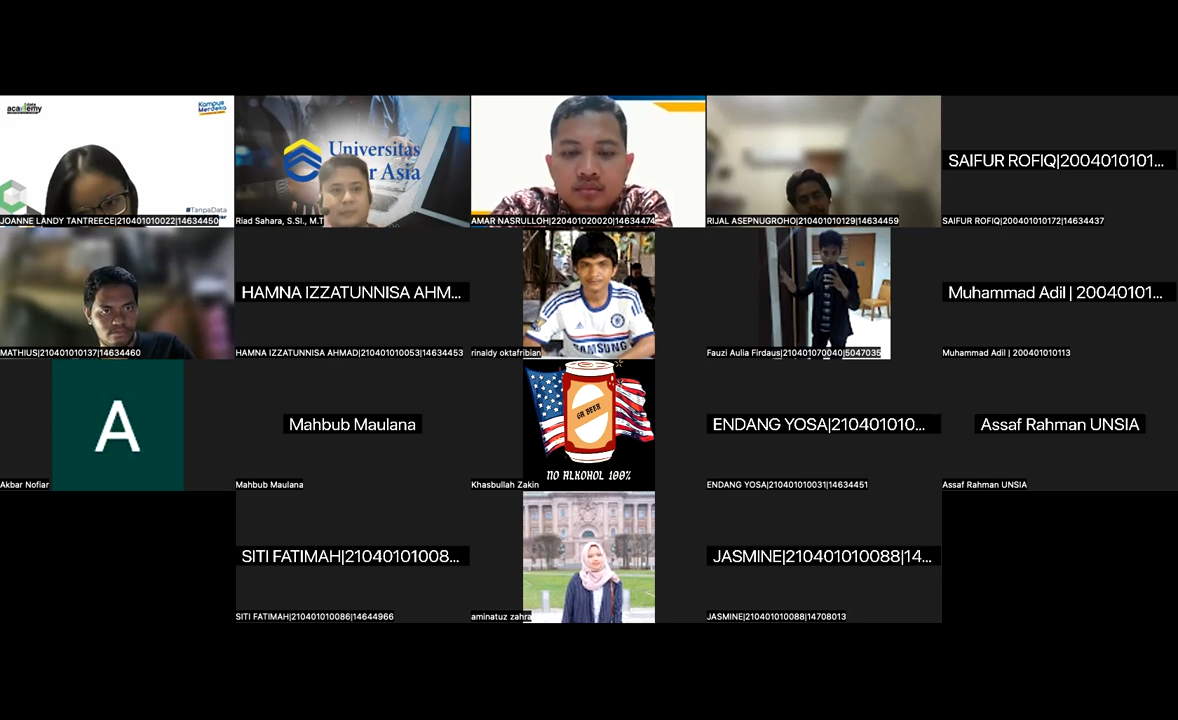 data
academy
Kampus
Merdeka
#TanpaData
JOANNE LANDY TANTREECE|210401010022|14634450
Universitas
Asia
Riad Sahara, S.SI., M.T
AMAR NASRULLOH|220401020020|14634474
RIJAL ASEPNUGROHO|210401010129|14634459
SAIFUR ROFIQ|2004010101...
SAIFUR ROFIQ|200401010172|14634437
MATHIUS|210401010137|14634460
HAMNA IZZATUNNISA AHM...
HAMNA IZZATUNNISA AHMAD|210401010053|14634453
SAMSUNG
rinaldy oktafribian
Fauzi Aulia Firdaus|210401070040|5047035
Muhammad Adil | 20040101...
Muhammad Adil | 200401010113
A
Akbar Nofiar
Mahbub Maulana
Mahbub Maulana
GR BEER
NO ALKOHOL 100%
Khasbullah Zakin
ENDANG YOSA|210401010...
ENDANG YOSA|210401010031|14634451
Assaf Rahman UNSIA
Assaf Rahman UNSIA
SITI FATIMAH|21040101008...
SITI FATIMAH|210401010086|14644966
aminatuz zahra
JASMINE|210401010088|14...
JASMINE|210401010088|14708013